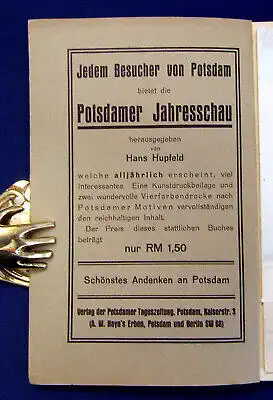 Jedem Besucher von Potsdam
bietet die
Potsdamer Jahresschau
herausgegeben
von
Hans Hupfeld
welche alljährlich erscheint, viel
Interessantes. Eine Kunstdruckbeilage und
zwei wundervolle Vierfarbendrucke nach
Potsdamer Motiven vervollständigen
den reichhaltigen Inhalt.
Der Preis dieses stattlichen Buches
beträgt
nur RM 1,50
Schönstes Andenken an Potsdam
Verlag der Potsdamer Tageszeitung, Potsdam, Kaiserstr. 3
(A. W. Hayn's Erben, Potsdam und Berlin SW 68)